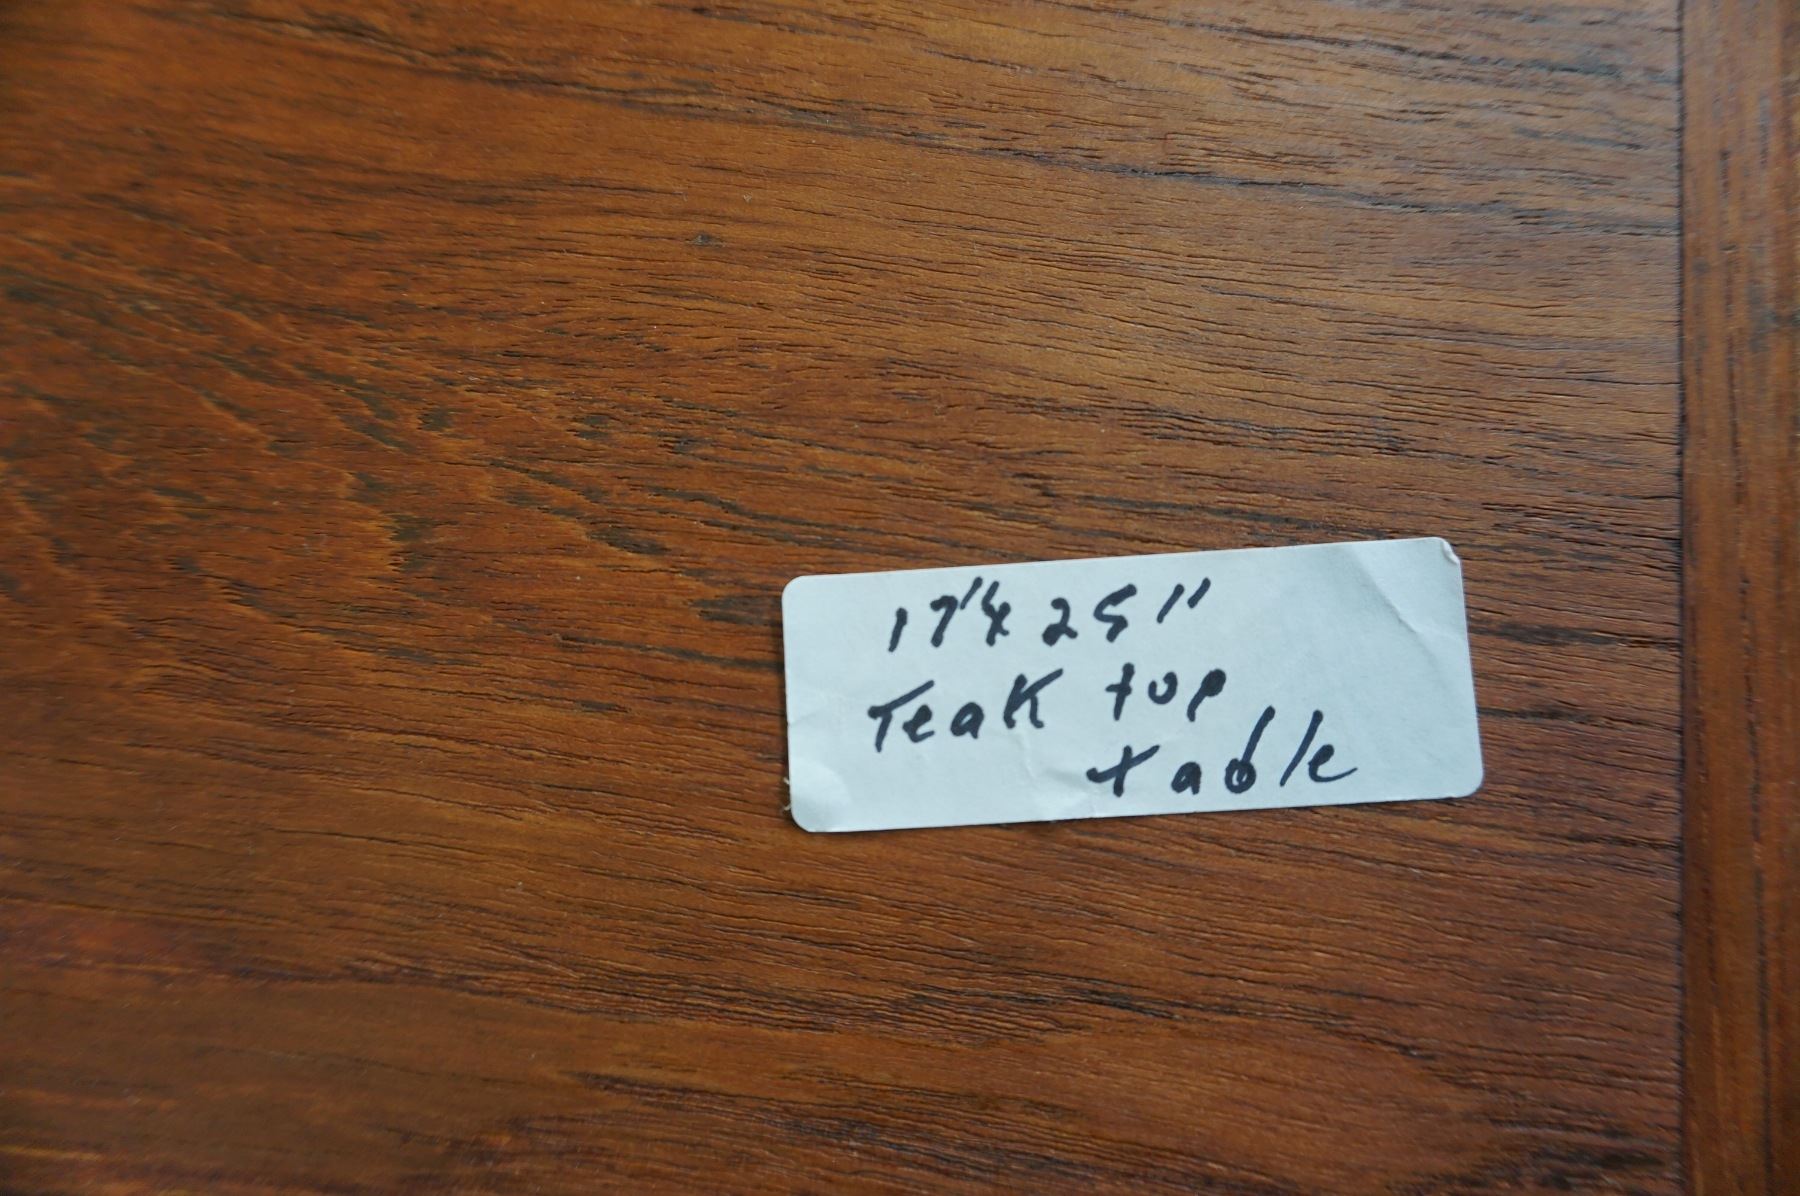 17"x 25"
Teak top
table